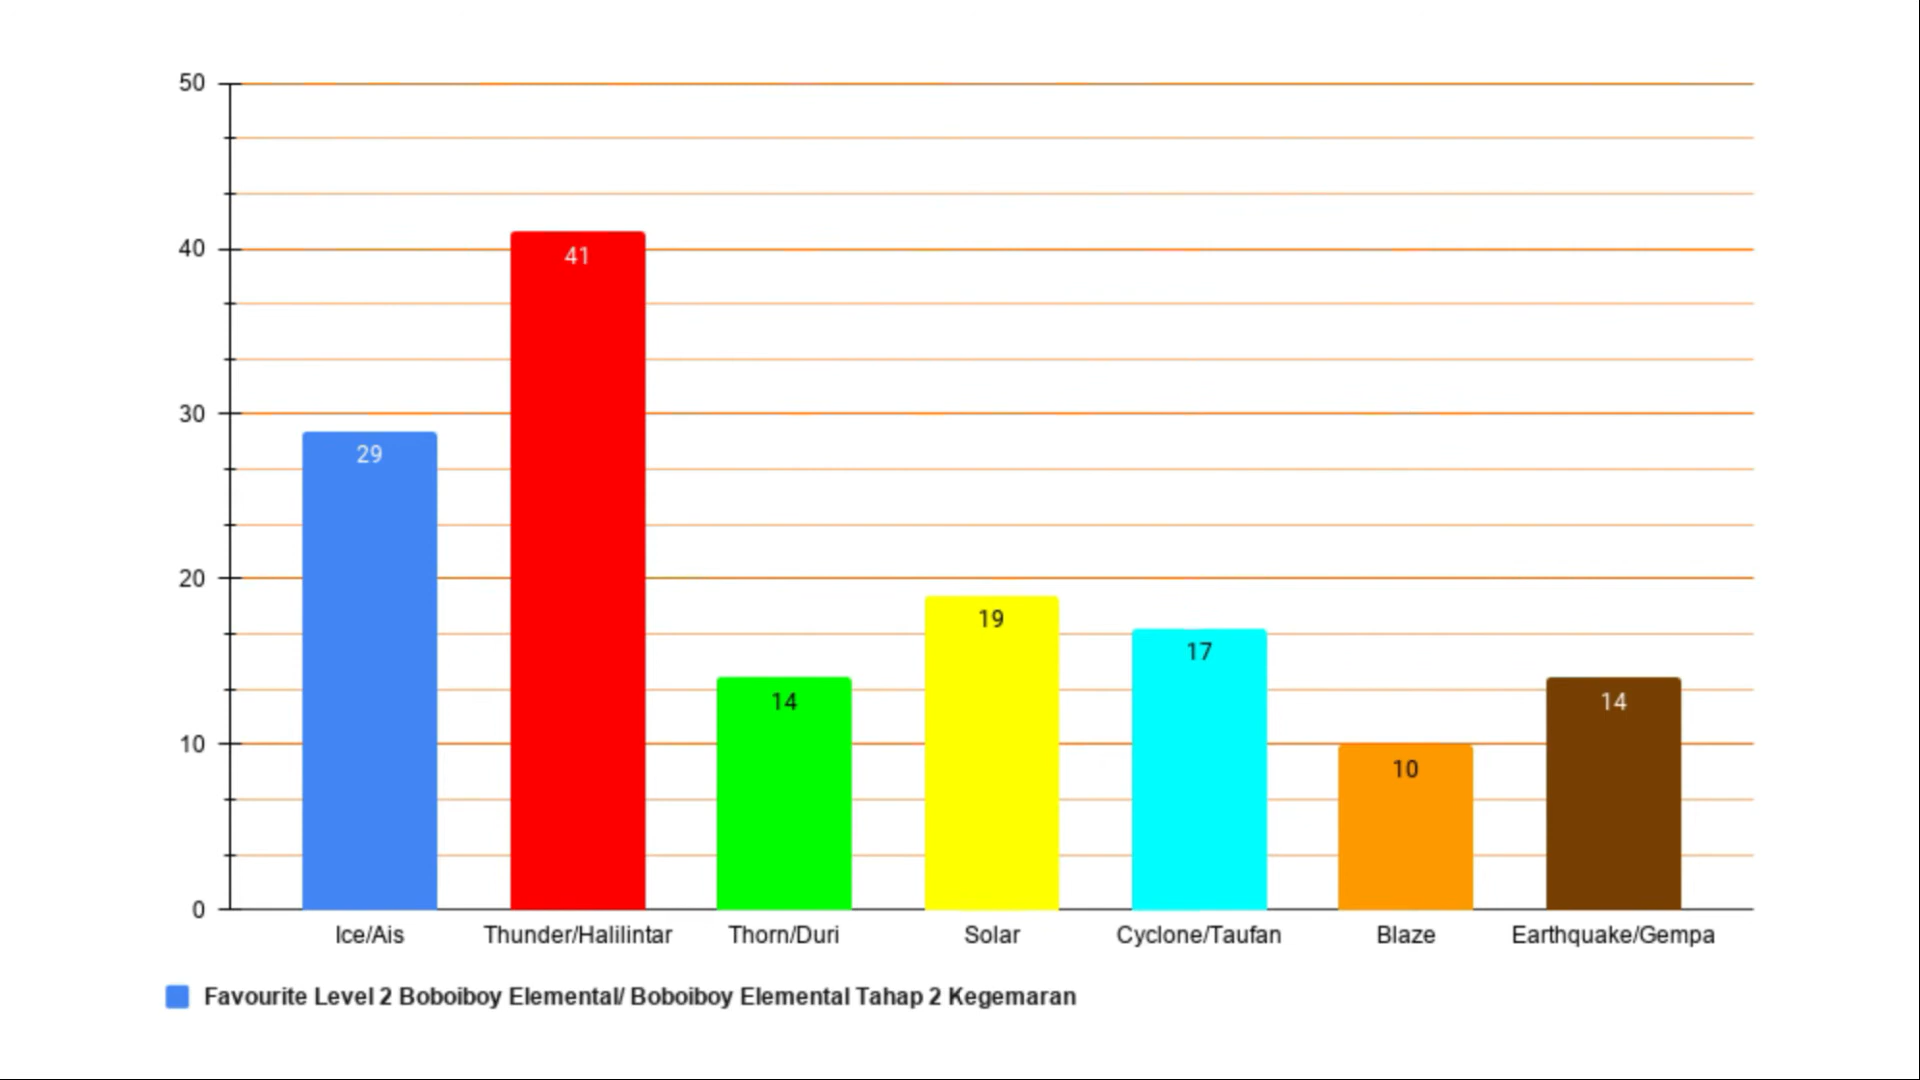 50
40
30
20
10
0
29
41
14
19
17
10
14
Ice/Ais
Thunder/Halilintar
Thorn/Duri
Solar
Cyclone/Taufan
Blaze
Earthquake/Gempa
Favourite Level 2 Boboiboy Elemental/ Boboiboy Elemental Tahap 2 Kegemaran